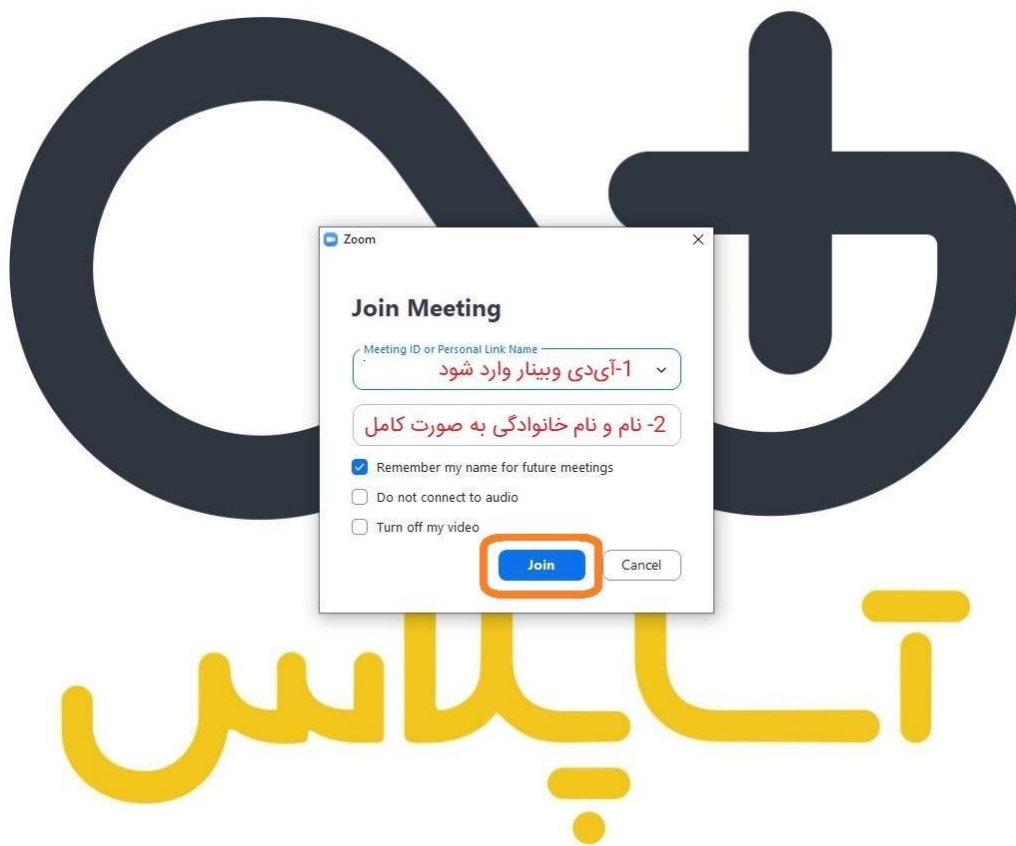 Zoom
Join Meeting
Meeting ID or Personal Link Name
1-آی‌دی وبینار وارد شود
2- نام و نام خانوادگی به صورت کامل
Remember my name for future meetings
Do not connect to audio
Turn off my video
Join
Cancel